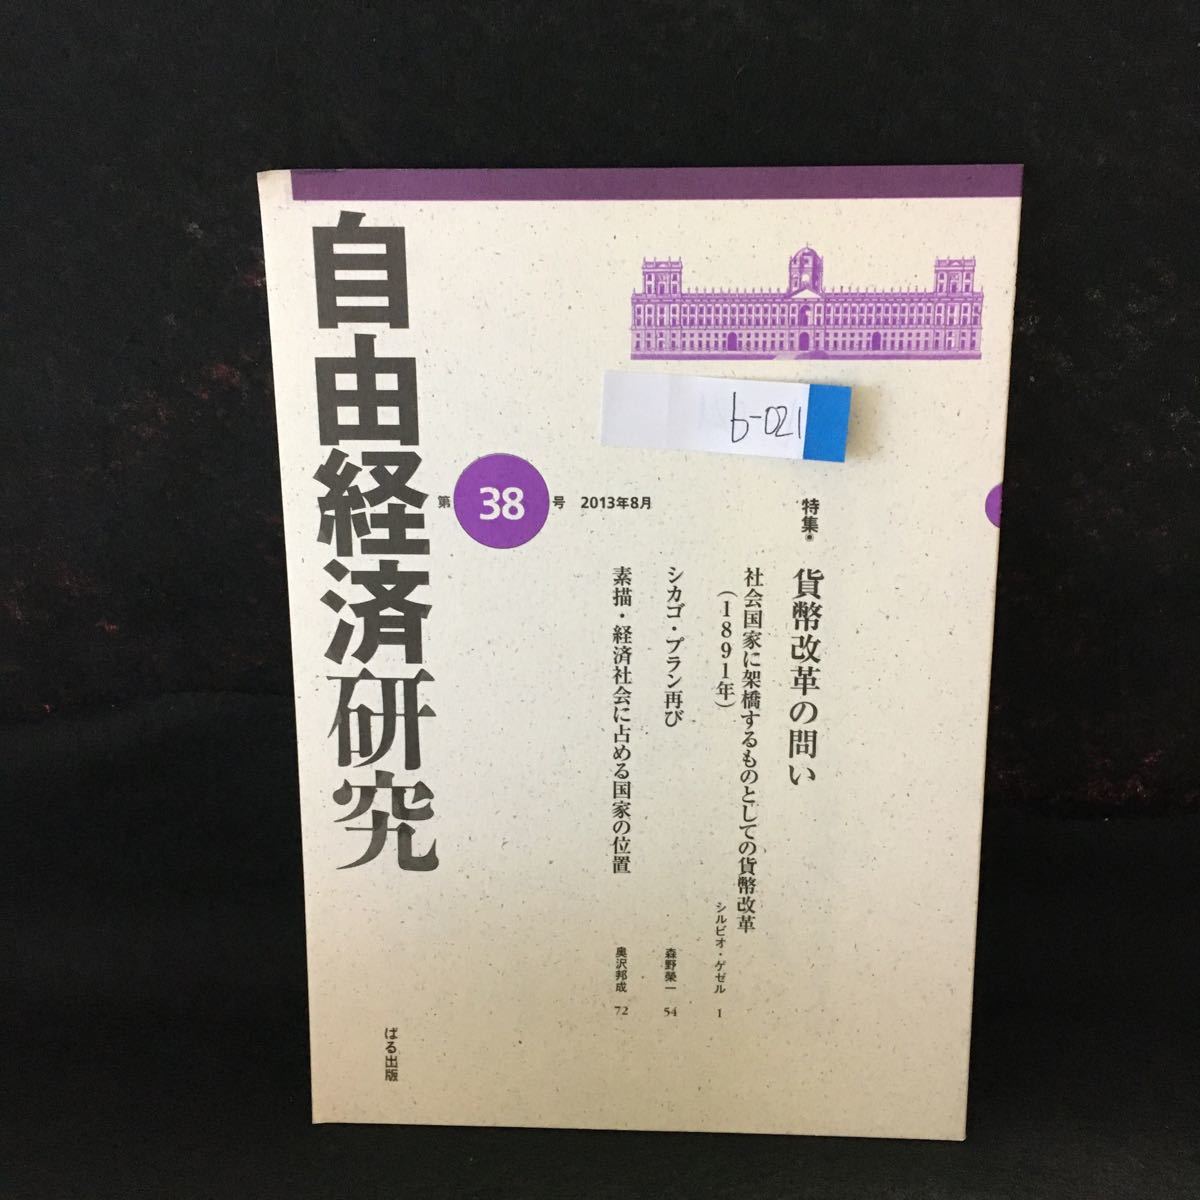 自由経済研究
b-021
第 38 号 2013年8月
特集●
貨幣改革の問い
社会国家に架橋するものとしての貨幣改革
(1891年)
シルビオ・ゲゼル 1
シカゴ・プラン再び
森野榮一 54
素描・経済社会に占める国家の位置
奥沢邦成 72
ぱる出版